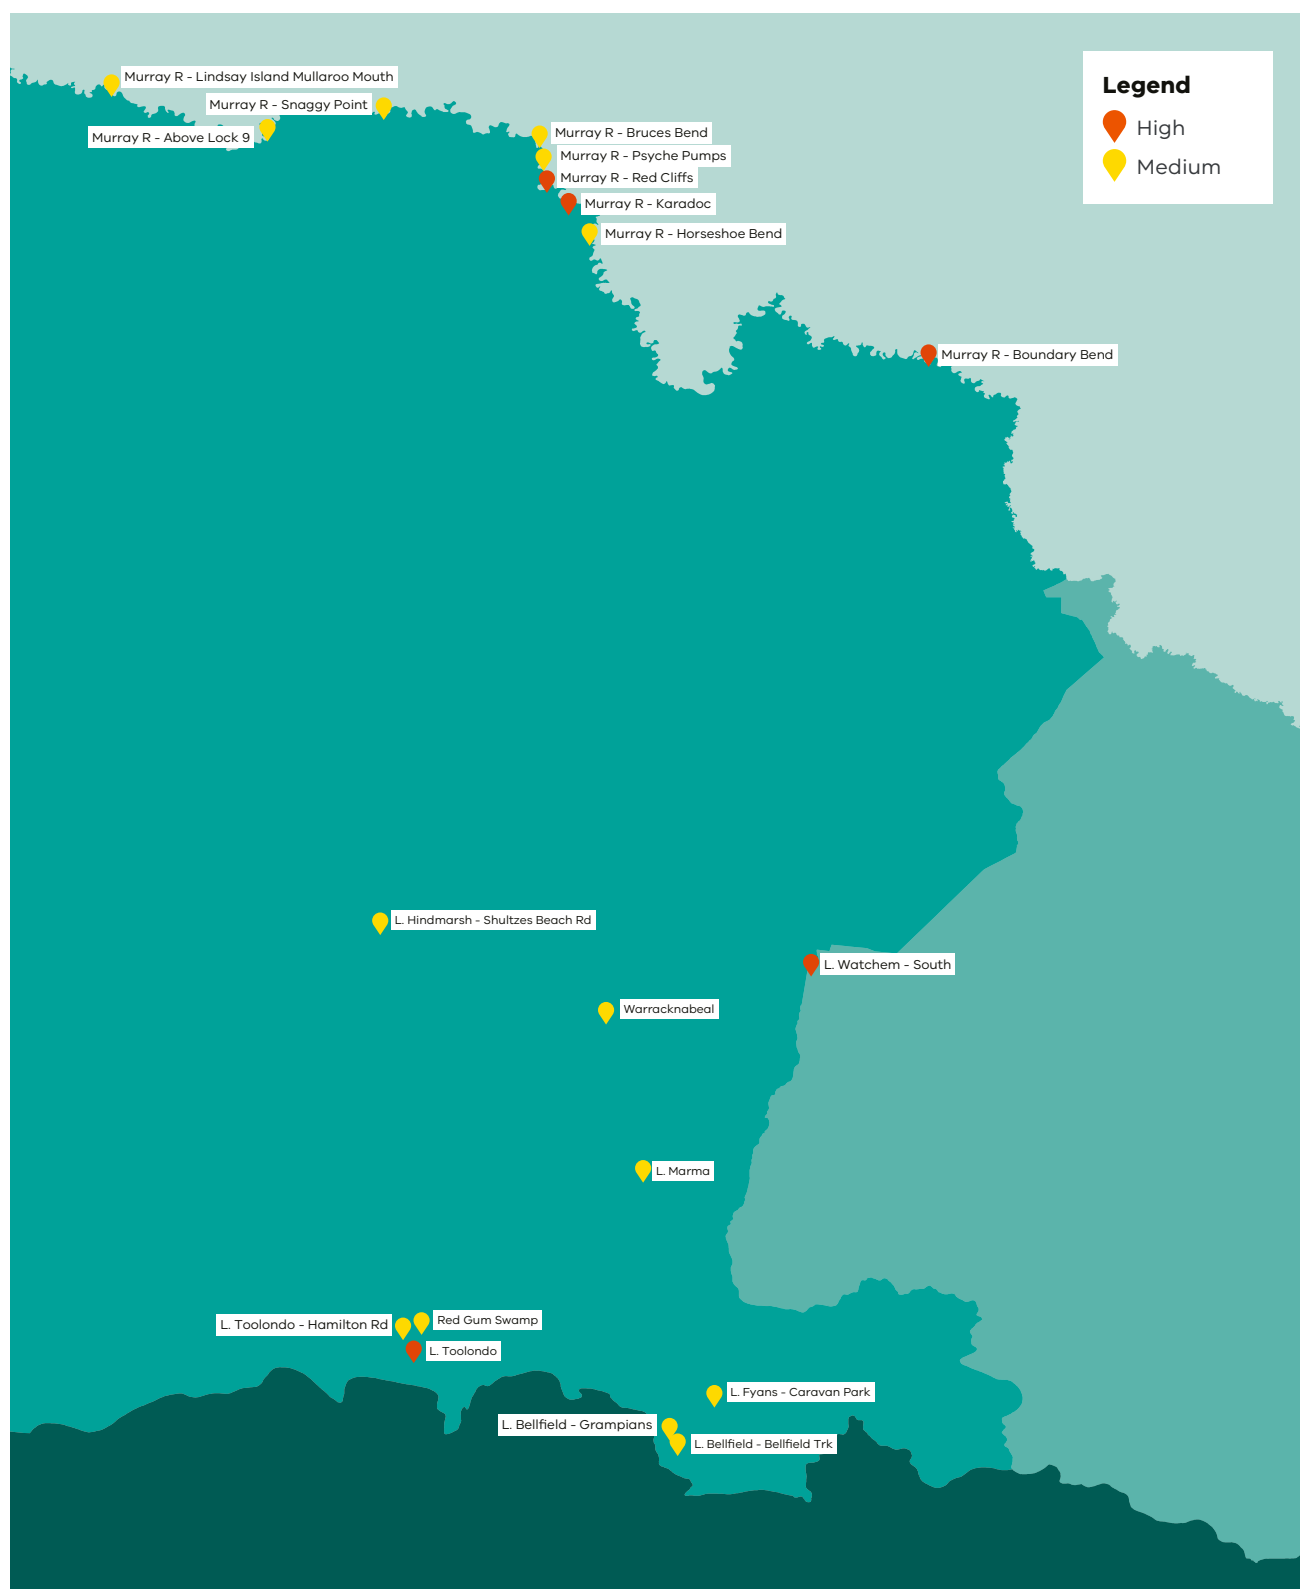 Murray R - Lindsay Island Mullaroo Mouth
Legend
High
Medium
Murray R - Snaggy Point
Murray R - Above Lock 9
Murray R - Bruces Bend
Murray R - Psyche Pumps
Murray R - Red Cliffs
Murray R - Karadoc
Murray R - Horseshoe Bend
Murray R - Boundary Bend
L. Hindmarsh - Shultzes Beach Rd
L. Watchem - South
Warracknabeal
L. Marma
Red Gum Swamp
L. Toolondo - Hamilton Rd
L. Toolondo
L. Fyans - Caravan Park
L. Bellfield - Grampians
L. Bellfield - Bellfield Trk